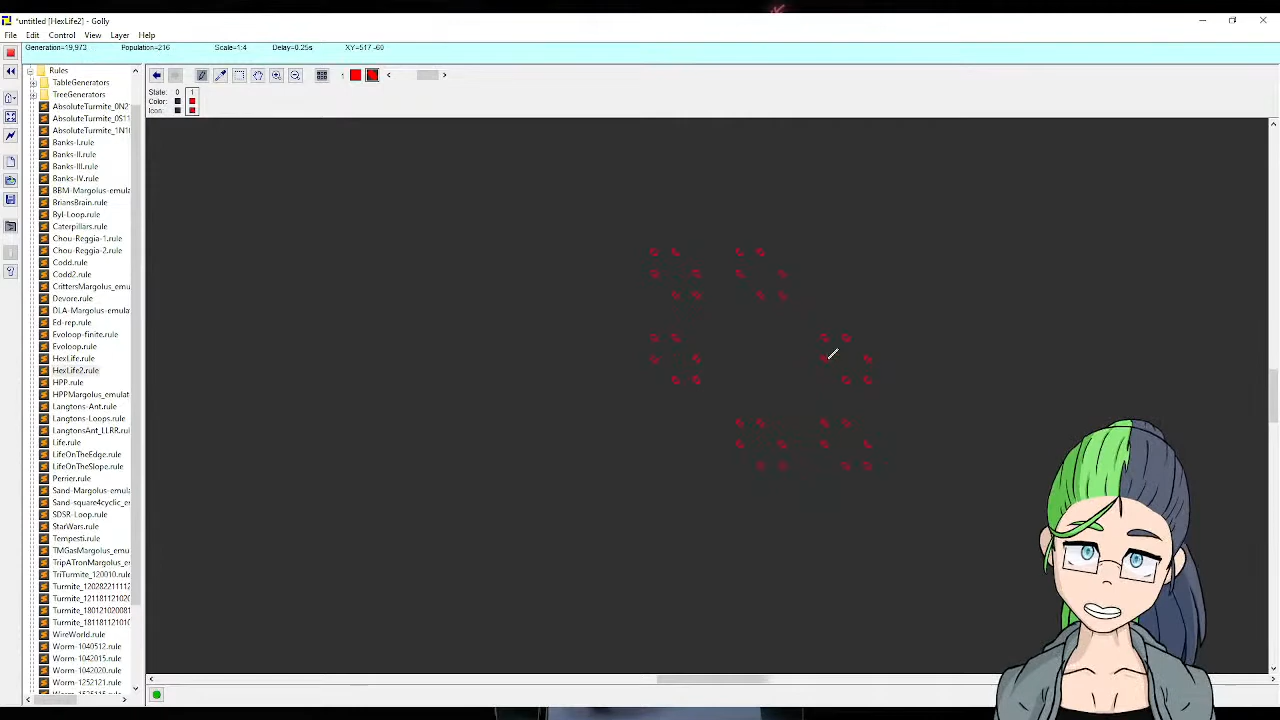 *untitled [HexLife2] - Golly
File Edit Control View Layer Help
Generation=19,973 Population=216 Scale=1:4 Delay=0.25s XY=517 -60
Rules
TableGenerators
TreeGenerators
AbsoluteTurmite_0N2
AbsoluteTurmite_0S11
AbsoluteTurmite_1N1
Banks-I.rule
Banks-II.rule
Banks-III.rule
Banks-IV.rule
BBM-Margolus-emula
BriansBrain.rule
Byl-Loop.rule
Caterpillars.rule
Chou-Reggia-1.rule
Chou-Reggia-2.rule
Codd.rule
Codd2.rule
CrittersMargolus_emu
Devore.rule
DLA-Margolus-emula
Ed-rep.rule
Evoloop-finite.rule
Evoloop.rule
HexLife.rule
HexLife2.rule
HPP.rule
HPPMargolus_emulat
Langtons-Ant.rule
Langtons-Loops.rule
LangtonsAnt_LLRR.rul
Life.rule
LifeOnTheEdge.rule
LifeOnTheSlope.rule
Perrier.rule
Sand-Margolus-emula
Sand-square4cyclic_e
SDSR-Loop.rule
StarWars.rule
Tempesti.rule
TMGasMargolus_emu
TripATronMargolus_em
TriTurmite_120010.rule
Turmite_12028221112
Turmite_121181121020
Turmite_180121020081
Turmite_181181121010
WireWorld.rule
Worm-1040512.rule
Worm-1042015.rule
Worm-1042020.rule
Worm-1252121.rule
State: 0 1
Color:
Icon: